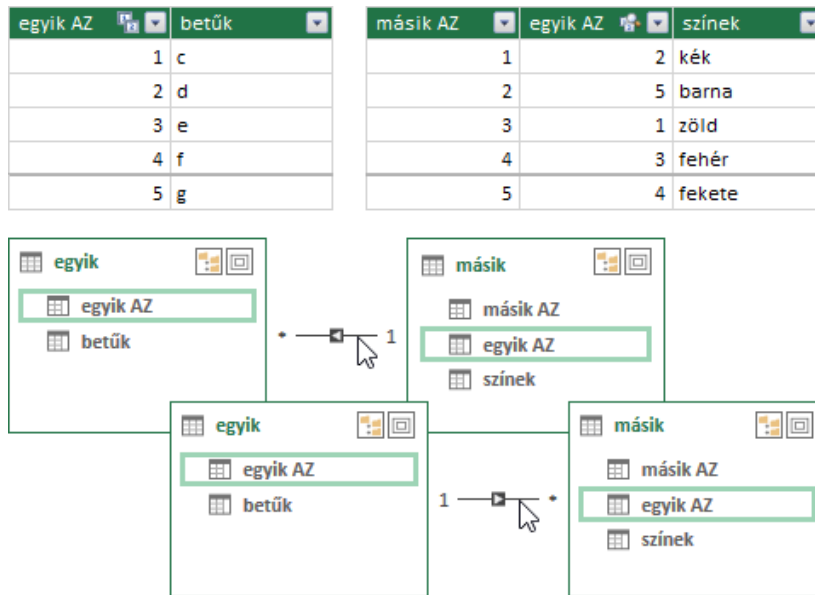 egyik AZ betűk
1 c
2 d
3 e
4 f
5 g
másik AZ egyik AZ színek
1 2 kék
2 5 barna
3 1 zöld
4 3 fehér
5 4 fekete
egyik
egyik AZ
betűk
* 1
másik
másik AZ
egyik AZ
színek
egyik
egyik AZ
betűk
1 *
másik
másik AZ
egyik AZ
színek